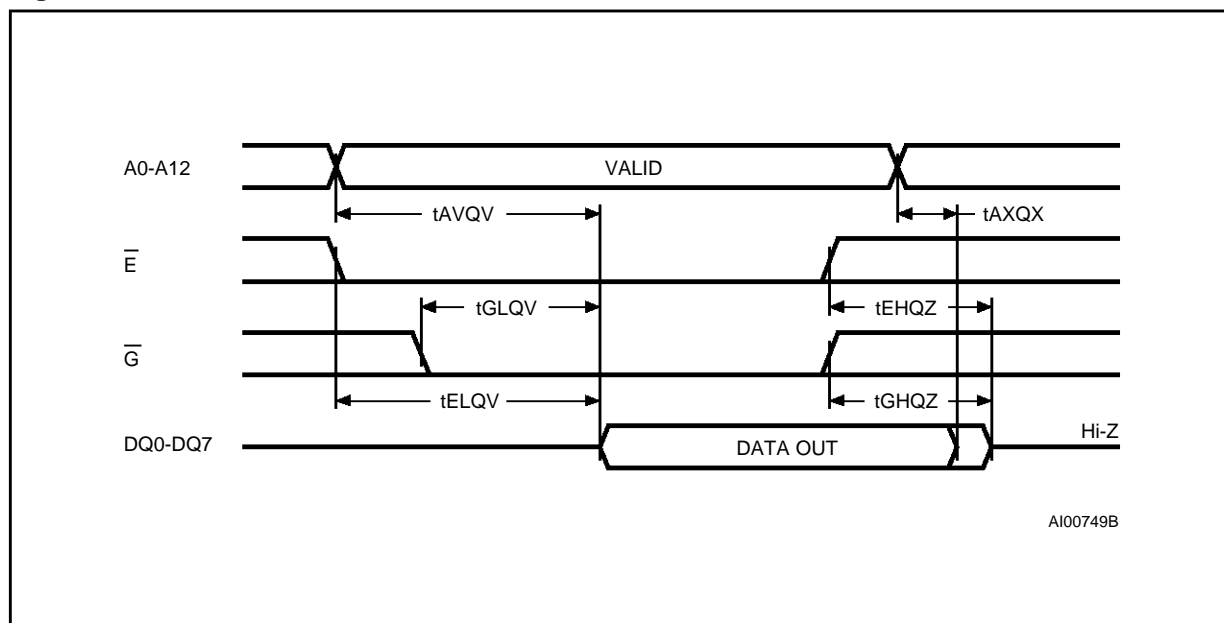 A0-A12
VALID
tAVQV
tAXQX
E
tGLQV
tEHQZ
G
tELQV
tGHQZ
DQ0-DQ7
DATA OUT
Hi-Z
AI00749B